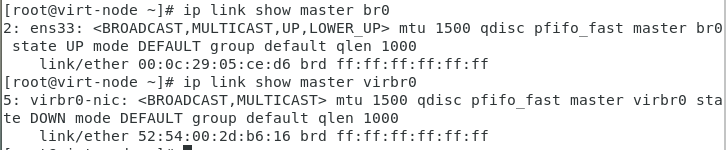 [root@virt-node ~]# ip link show master br0
2: ens33: <BROADCAST,MULTICAST,UP,LOWER_UP> mtu 1500 qdisc pfifo_fast master br0
 state UP mode DEFAULT group default qlen 1000
    link/ether 00:0c:29:05:ce:d6 brd ff:ff:ff:ff:ff:ff
[root@virt-node ~]# ip link show master virbr0
5: virbr0-nic: <BROADCAST,MULTICAST> mtu 1500 qdisc pfifo_fast master virbr0 sta
te DOWN mode DEFAULT group default qlen 1000
    link/ether 52:54:00:2d:b6:16 brd ff:ff:ff:ff:ff:ff